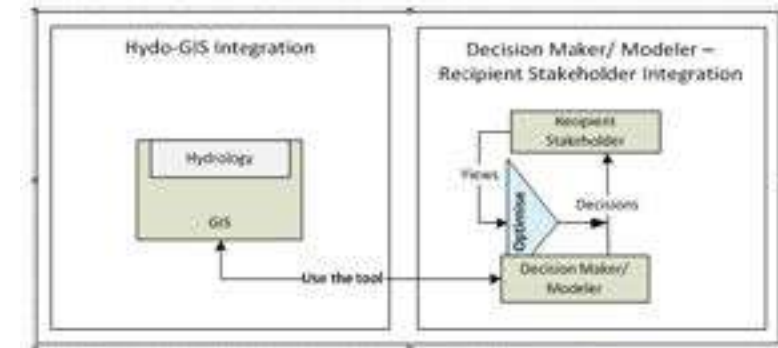 Hydo-GIS Integration
Hydrology
GIS
Use the tool
Decision Maker/ Modeler –
Recipient Stakeholder Integration
Recipient
Stakeholder
Views
Optimise
Decisions
Decision Maker/
Modeler